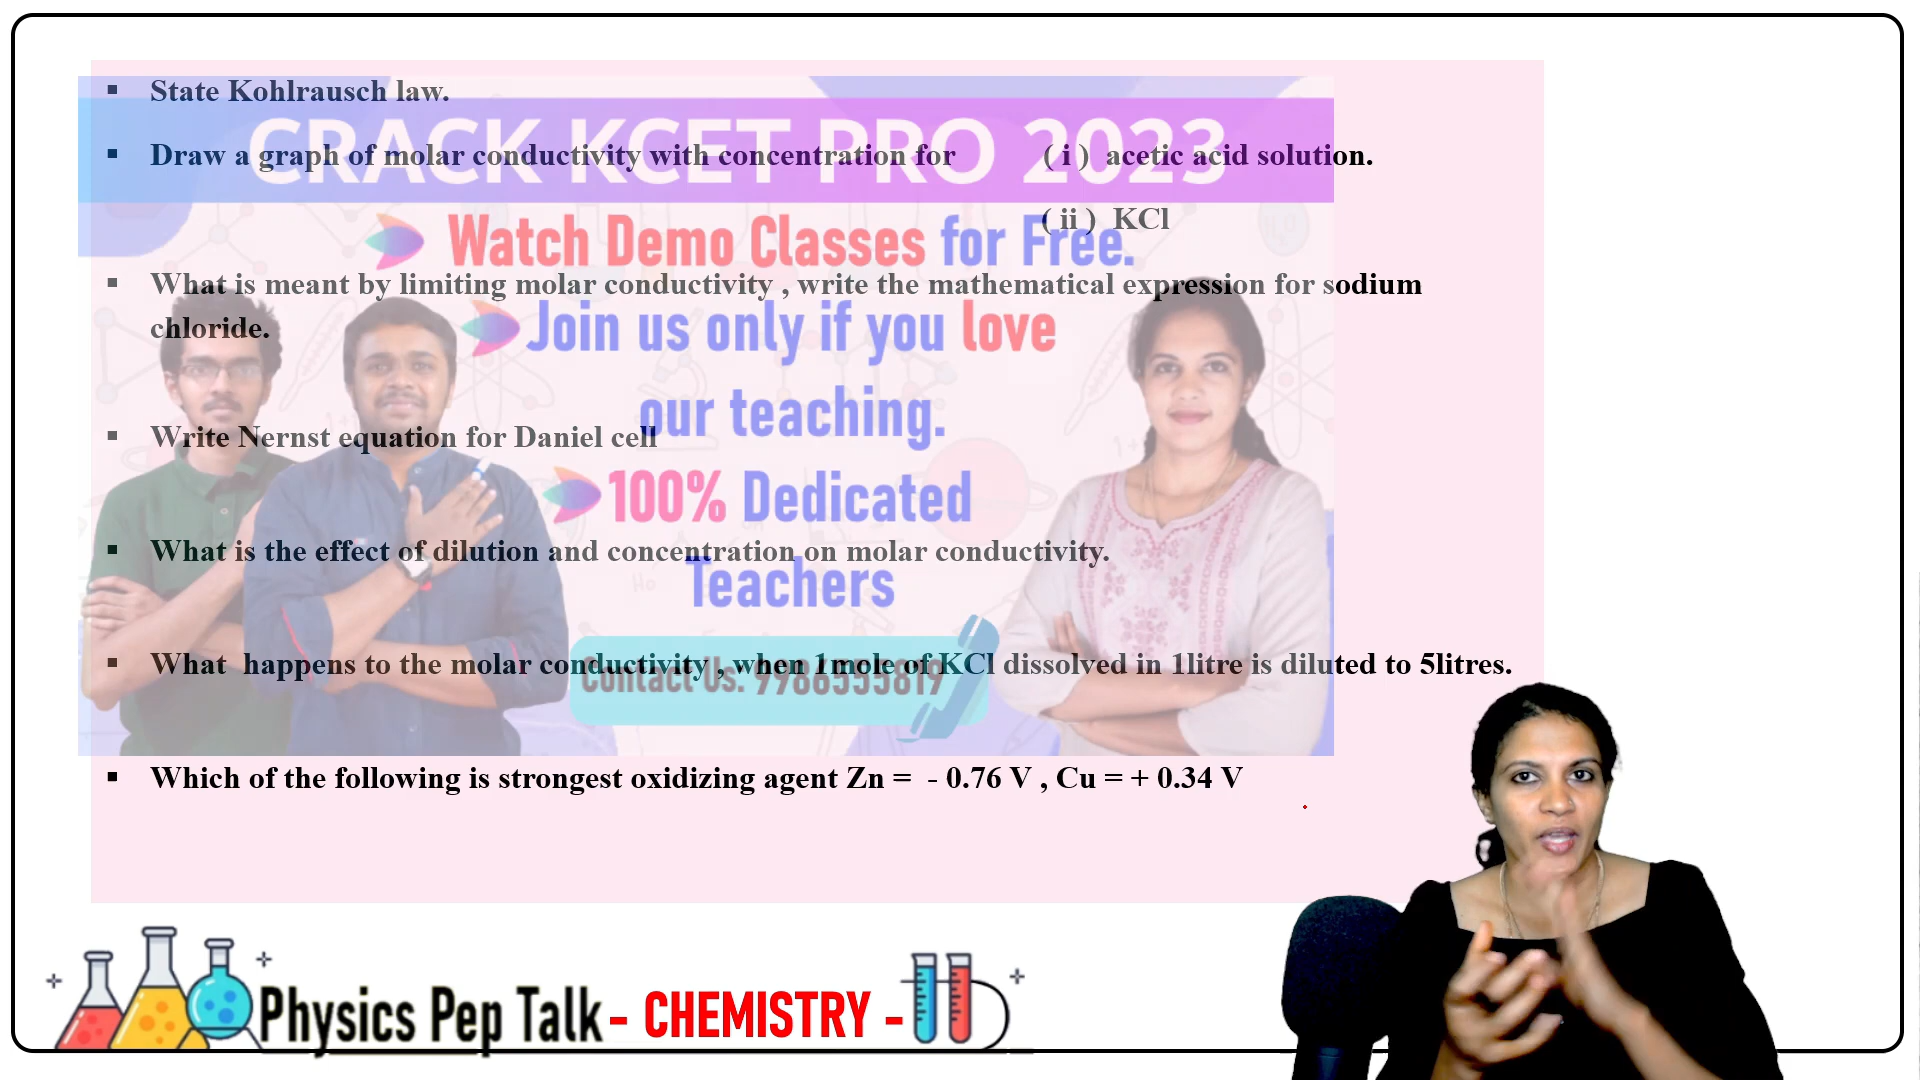 ▪ State Kohlrausch law.
CRACK KCET PRO 2023
▪ Draw a graph of molar conductivity with concentration for ( i ) acetic acid solution.
( ii ) KCl
Watch Demo Classes for Free.
▪ What is meant by limiting molar conductivity , write the mathematical expression for sodium
chloride.
Join us only if you love
our teaching.
▪ Write Nernst equation for Daniel cell
100% Dedicated
▪ What is the effect of dilution and concentration on molar conductivity.
Teachers
▪ What happens to the molar conductivity , when 1mole of KCl dissolved in 1litre is diluted to 5litres.
Contact Us: 9986555819
▪ Which of the following is strongest oxidizing agent Zn = - 0.76 V , Cu = + 0.34 V
Physics Pep Talk - CHEMISTRY -